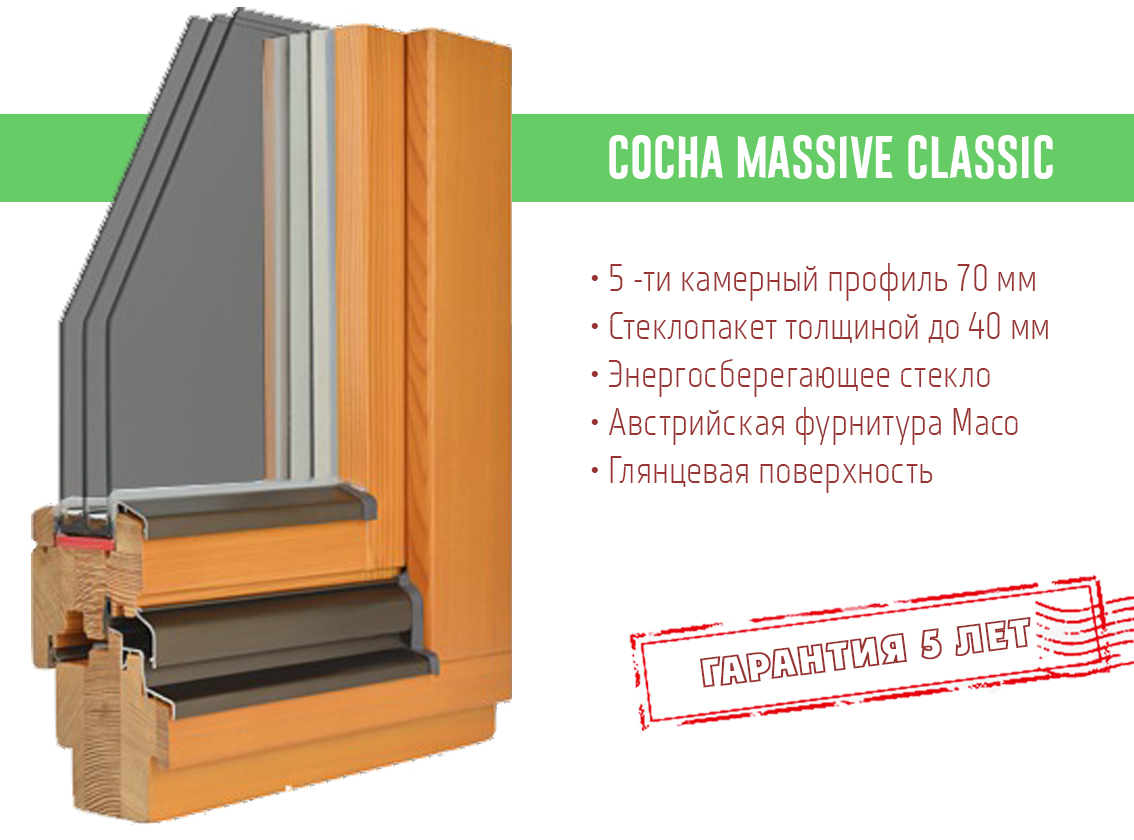 СОСНА MASSIVE CLASSIC
• 5 -ти камерный профиль 70 мм
• Стеклопакет толщиной до 40 мм
• Энергосберегающее стекло
• Австрийская фурнитура Maco
• Глянцевая поверхность
ГАРАНТИЯ 5 ЛЕТ